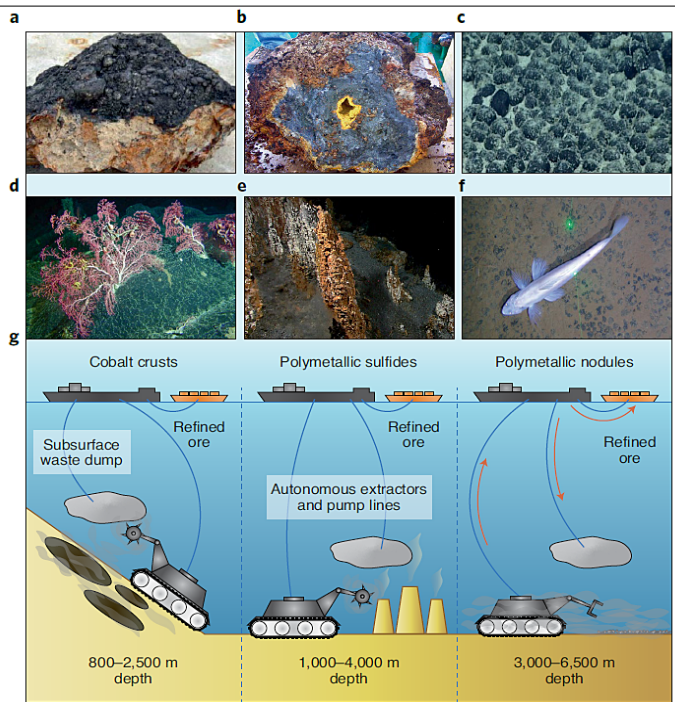 a
b
c
d
e
f
g
Cobalt crusts
Polymetallic sulfides
Polymetallic nodules
Subsurface
waste dump
Refined
ore
Autonomous extractors
and pump lines
Refined
ore
Refined
ore
800–2,500 m
depth
1,000–4,000 m
depth
3,000–6,500 m
depth